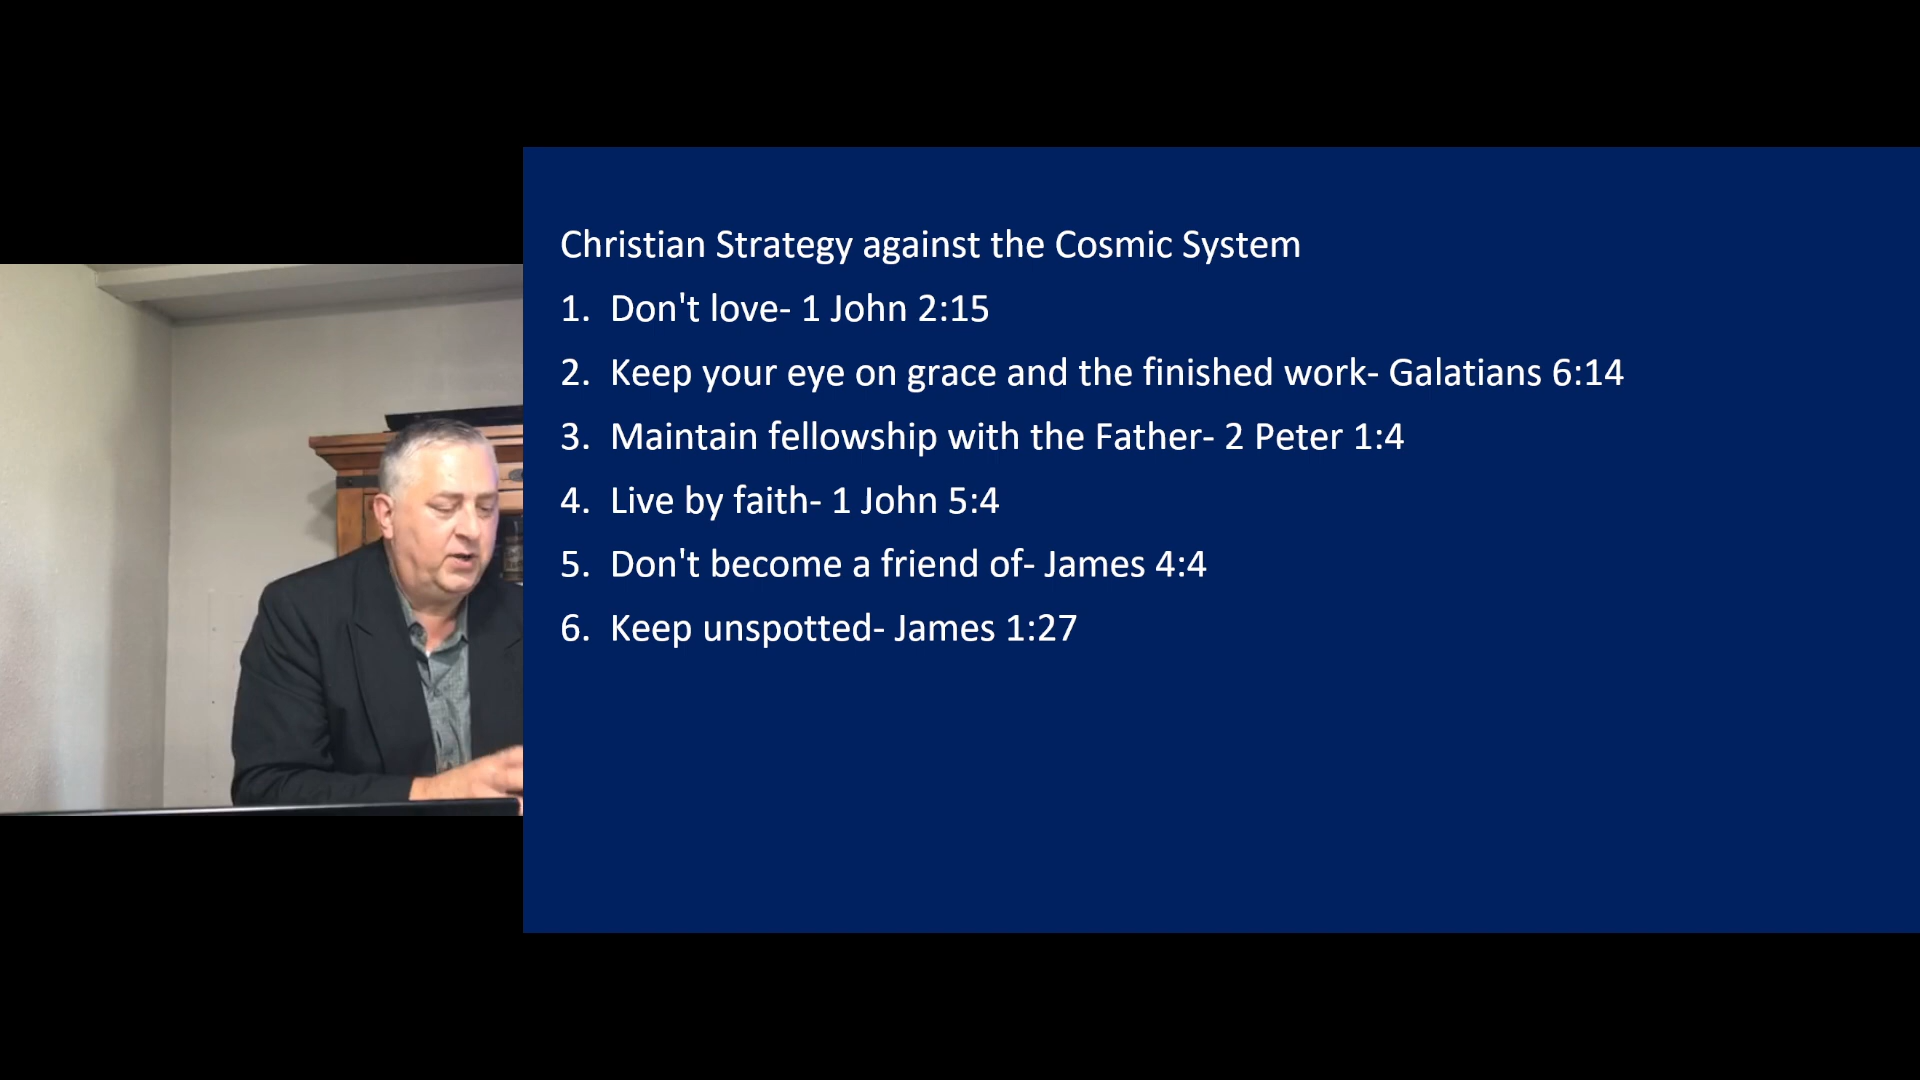 Christian Strategy against the Cosmic System
1. Don't love- 1 John 2:15
2. Keep your eye on grace and the finished work- Galatians 6:14
3. Maintain fellowship with the Father- 2 Peter 1:4
4. Live by faith- 1 John 5:4
5. Don't become a friend of- James 4:4
6. Keep unspotted- James 1:27